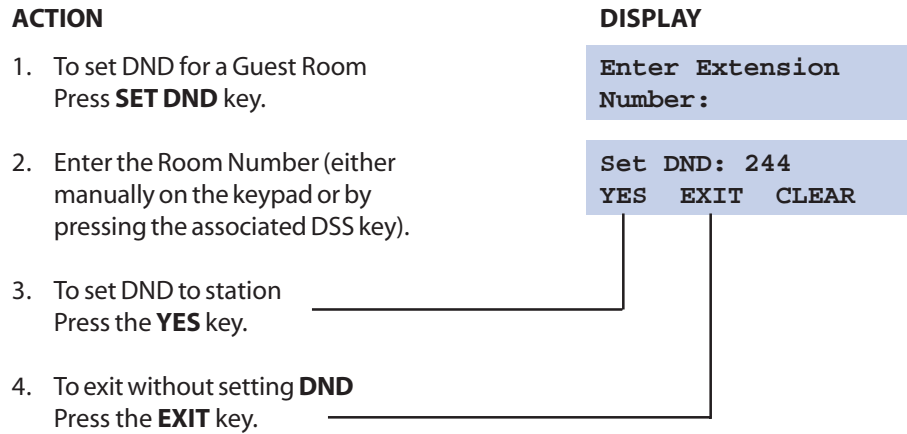 ACTION
DISPLAY
1. To set DND for a Guest Room
Press SET DND key.
Enter Extension
Number:
2. Enter the Room Number (either
manually on the keypad or by
pressing the associated DSS key).
Set DND: 244
YES EXIT CLEAR
3. To set DND to station
Press the YES key.
4. To exit without setting DND
Press the EXIT key.